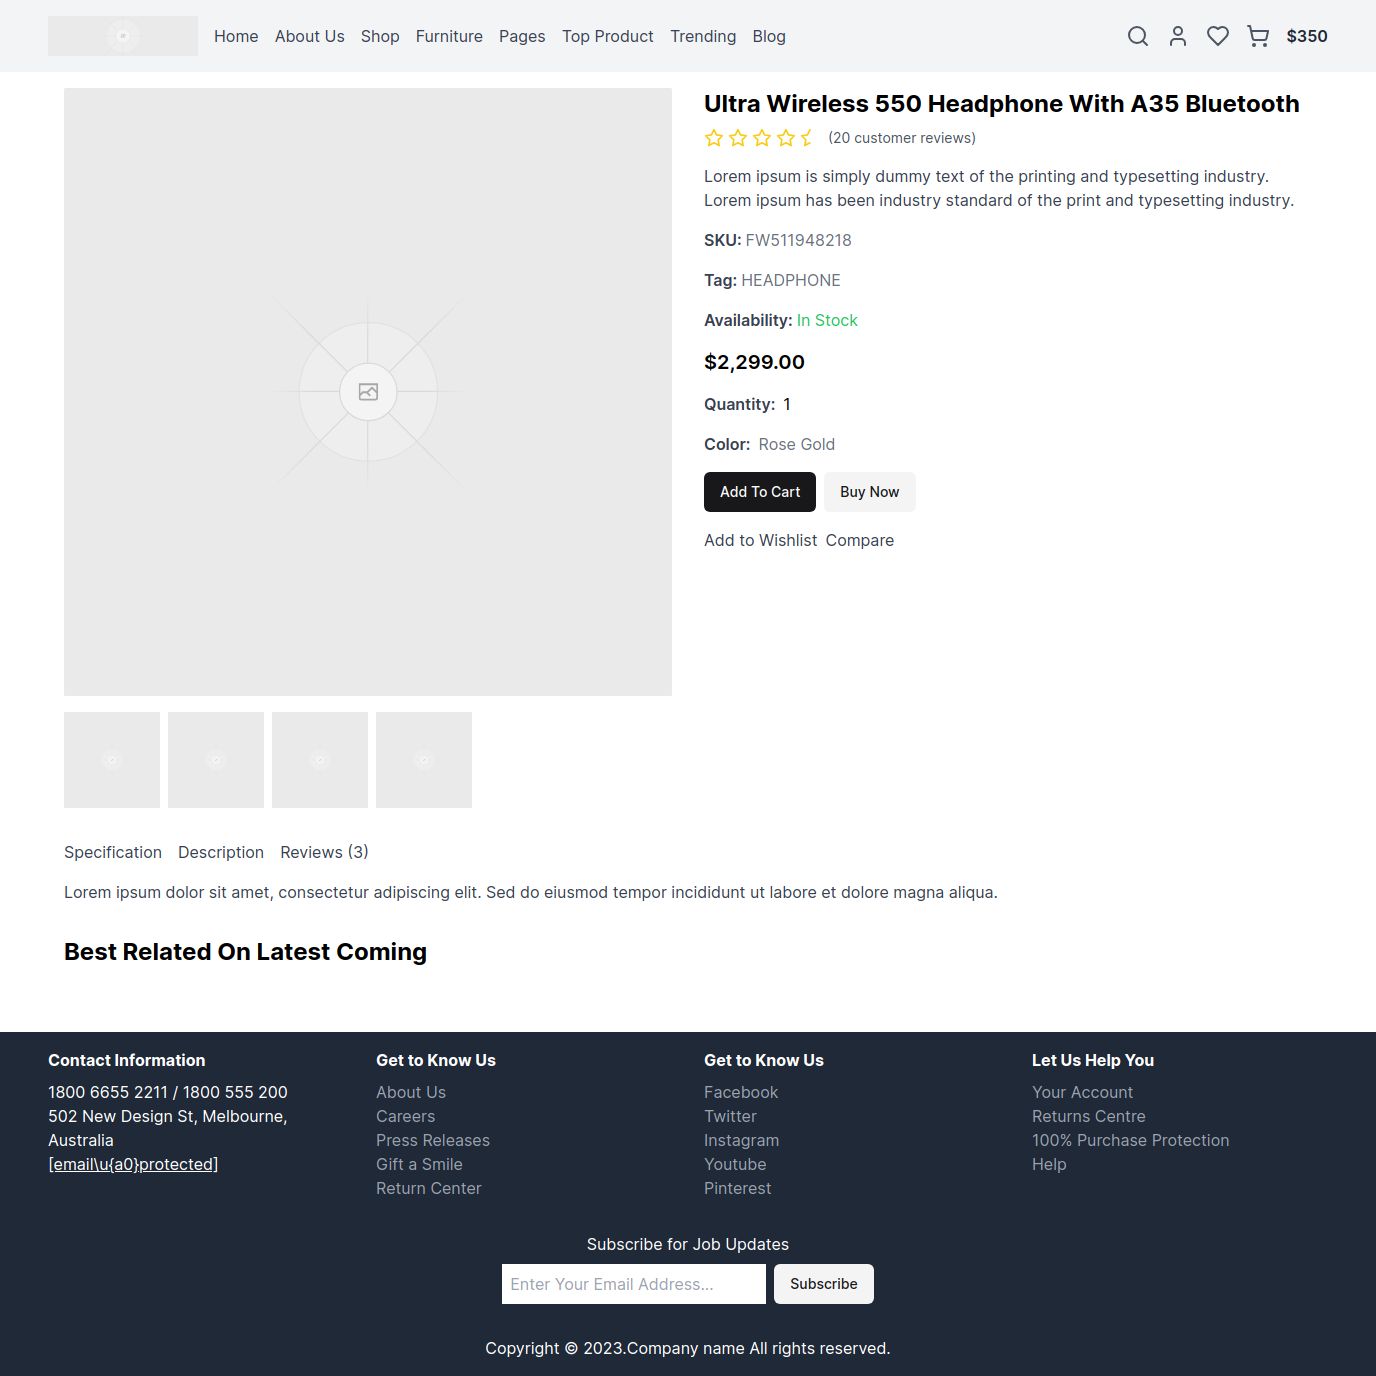 Home About Us Shop Furniture Pages Top Product Trending Blog $350
Ultra Wireless 550 Headphone With A35 Bluetooth
(20 customer reviews)
Lorem ipsum is simply dummy text of the printing and typesetting industry.
Lorem ipsum has been industry standard of the print and typesetting industry.
SKU: FW511948218
Tag: HEADPHONE
Availability: In Stock
$2,299.00
Quantity: 1
Color: Rose Gold
Add To Cart Buy Now
Add to Wishlist Compare
Specification Description Reviews (3)
Lorem ipsum dolor sit amet, consectetur adipiscing elit. Sed do eiusmod tempor incididunt ut labore et dolore magna aliqua.
Best Related On Latest Coming
Contact Information
1800 6655 2211 / 1800 555 200
502 New Design St, Melbourne,
Australia
[email\u{a0}protected]
Get to Know Us
About Us
Careers
Press Releases
Gift a Smile
Return Center
Get to Know Us
Facebook
Twitter
Instagram
Youtube
Pinterest
Let Us Help You
Your Account
Returns Centre
100% Purchase Protection
Help
Subscribe for Job Updates
Enter Your Email Address... Subscribe
Copyright © 2023.Company name All rights reserved.